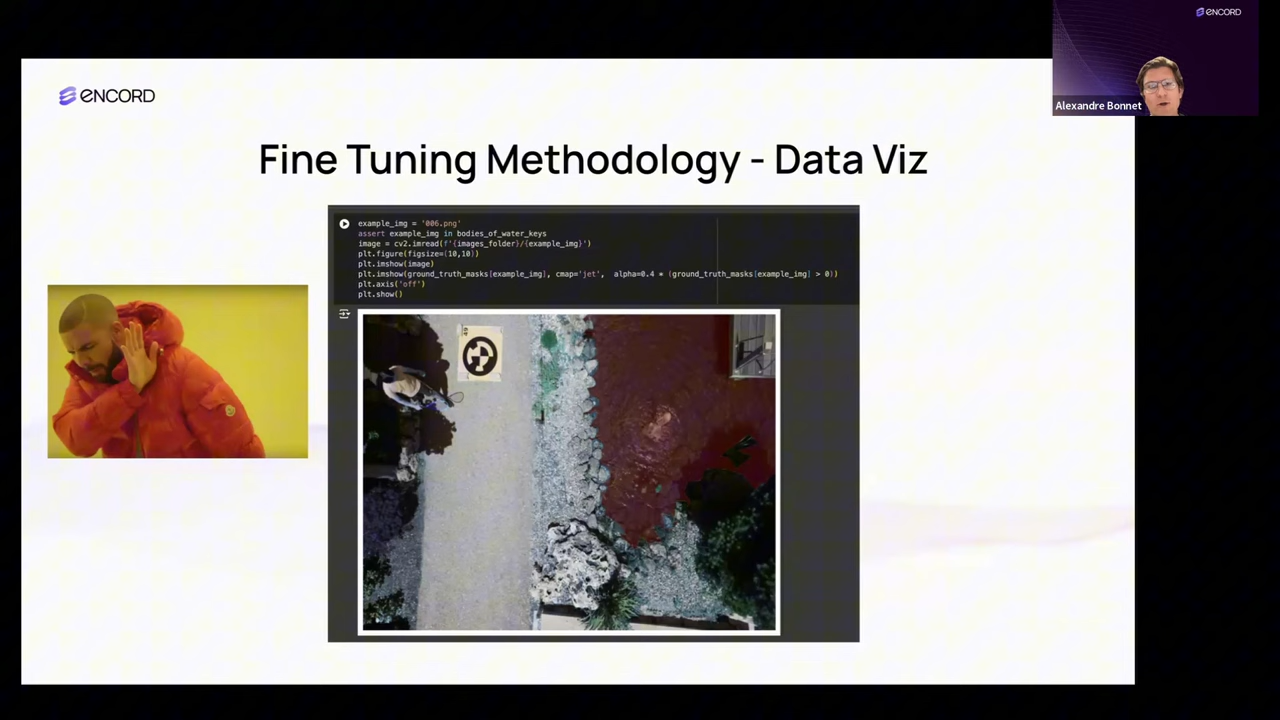 ENCORD
Alexandre Bonnet
ENCORD
Fine Tuning Methodology - Data Viz
example_img = '006.png'
assert example_img in bodies_of_water_keys
image = cv2.imread(f'{images_folder}/{example_img}')
plt.figure(figsize=(10,10))
plt.imshow(image)
plt.imshow(ground_truth_masks[example_img], cmap='jet', alpha=0.4 * (ground_truth_masks[example_img] > 0))
plt.axis('off')
plt.show()